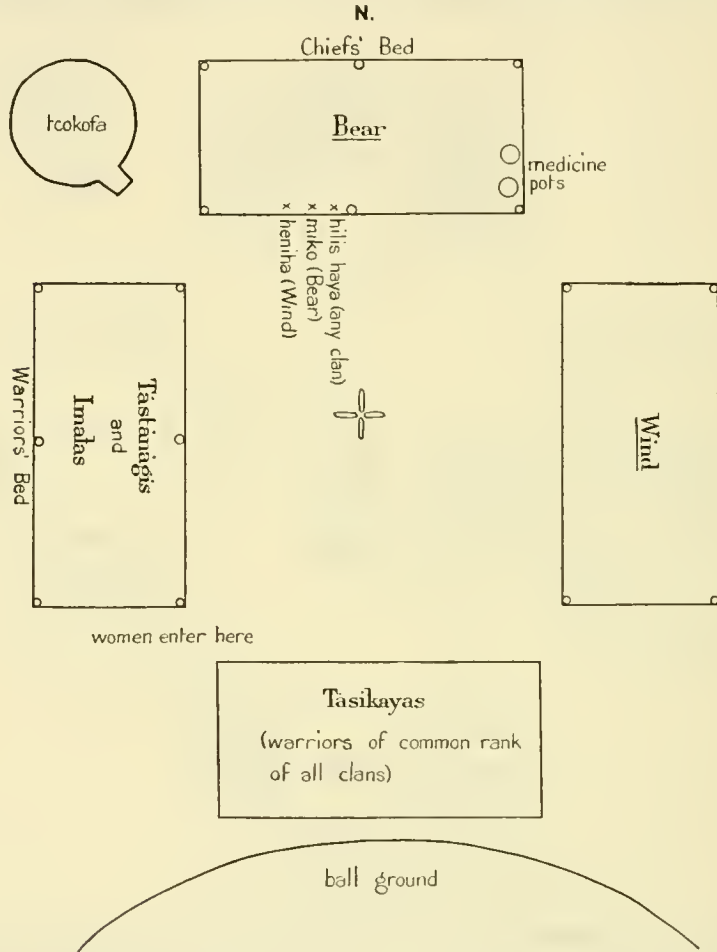 N.
Chiefs' Bed
tcokofa
Bear
medicine
pots
hilis haya (any clan)
miko (Bear)
heniha (Wind)
Warriors' Bed
Tastanagis
and
Imalas
Wind
women enter here
Tasikayas
(warriors of common rank
of all clans)
ball ground